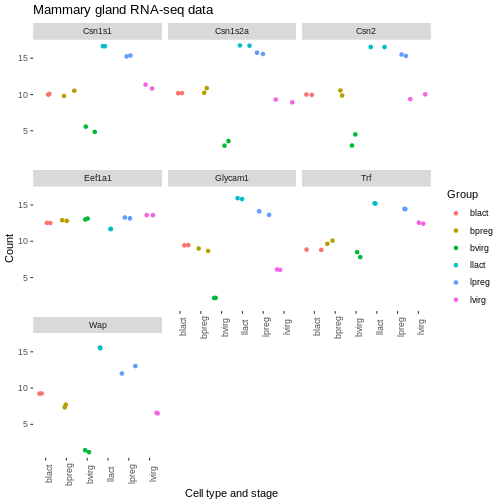 Mammary gland RNA-seq data
Csn1s1 Csn1s2a Csn2
15
10
5
Eef1a1 Glycam1 Trf
15
10
5
blact bpreg bvirg llact lpreg lvirg blact bpreg bvirg llact lpreg lvirg
Wap
15
10
5
blact bpreg bvirg llact lpreg lvirg
Cell type and stage
Count
Group
blact
bpreg
bvirg
llact
lpreg
lvirg